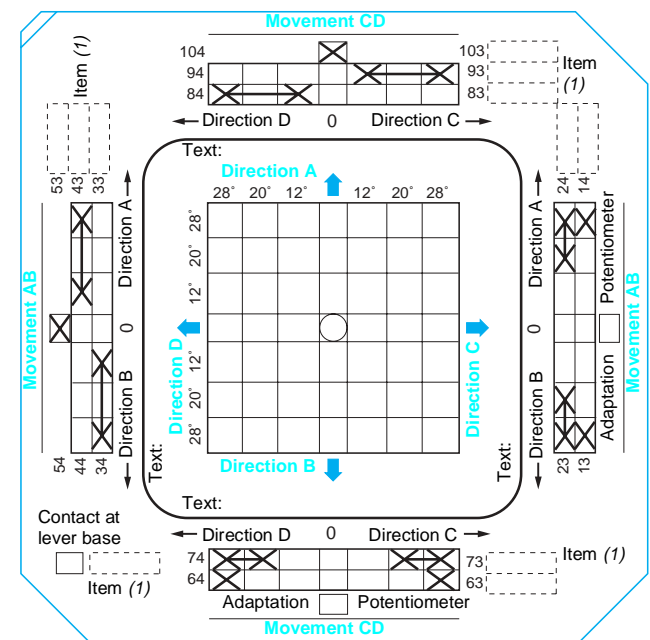 Movement CD
104 103
94 93
84 83
Item
(1)
Direction D 0 Direction C
Item (1)
53 43 33
Direction A
0
Direction B
Movement AB
54 44 34
Text:
Direction A
28° 20° 12° 12° 20° 28°
28°
20°
12°
12°
20°
28°
Direction D
Direction C
Direction B
Text:
Text:
Text:
24 14
Direction A
0
Direction B
Potentiometer
Adaptation
Movement AB
23 13
Item (1)
Contact at
lever base
Item (1)
Direction D 0 Direction C
74 73
64 63
Adaptation Potentiometer
Movement CD